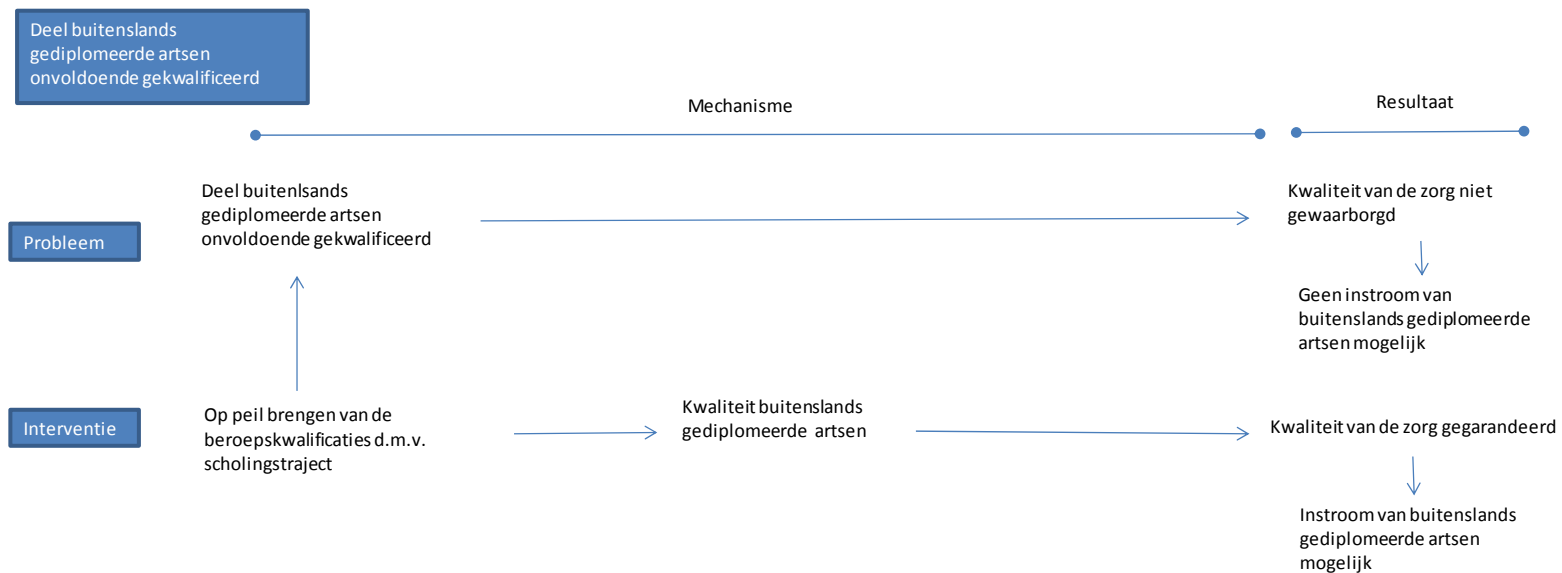 Deel buitenslands
gediplomeerde artsen
onvoldoende gekwalificeerd
Mechanisme
Resultaat
Probleem
Deel buitenlsands
gediplomeerde artsen
onvoldoende gekwalificeerd
Kwaliteit van de zorg niet
gewaarborgd
Geen instroom van
buitenslands gediplomeerde
artsen mogelijk
Interventie
Op peil brengen van de
beroepskwalificaties d.m.v.
scholingstraject
Kwaliteit buitenslands
gediplomeerde artsen
Kwaliteit van de zorg gegarandeerd
Instroom van buitenslands
gediplomeerde artsen
mogelijk